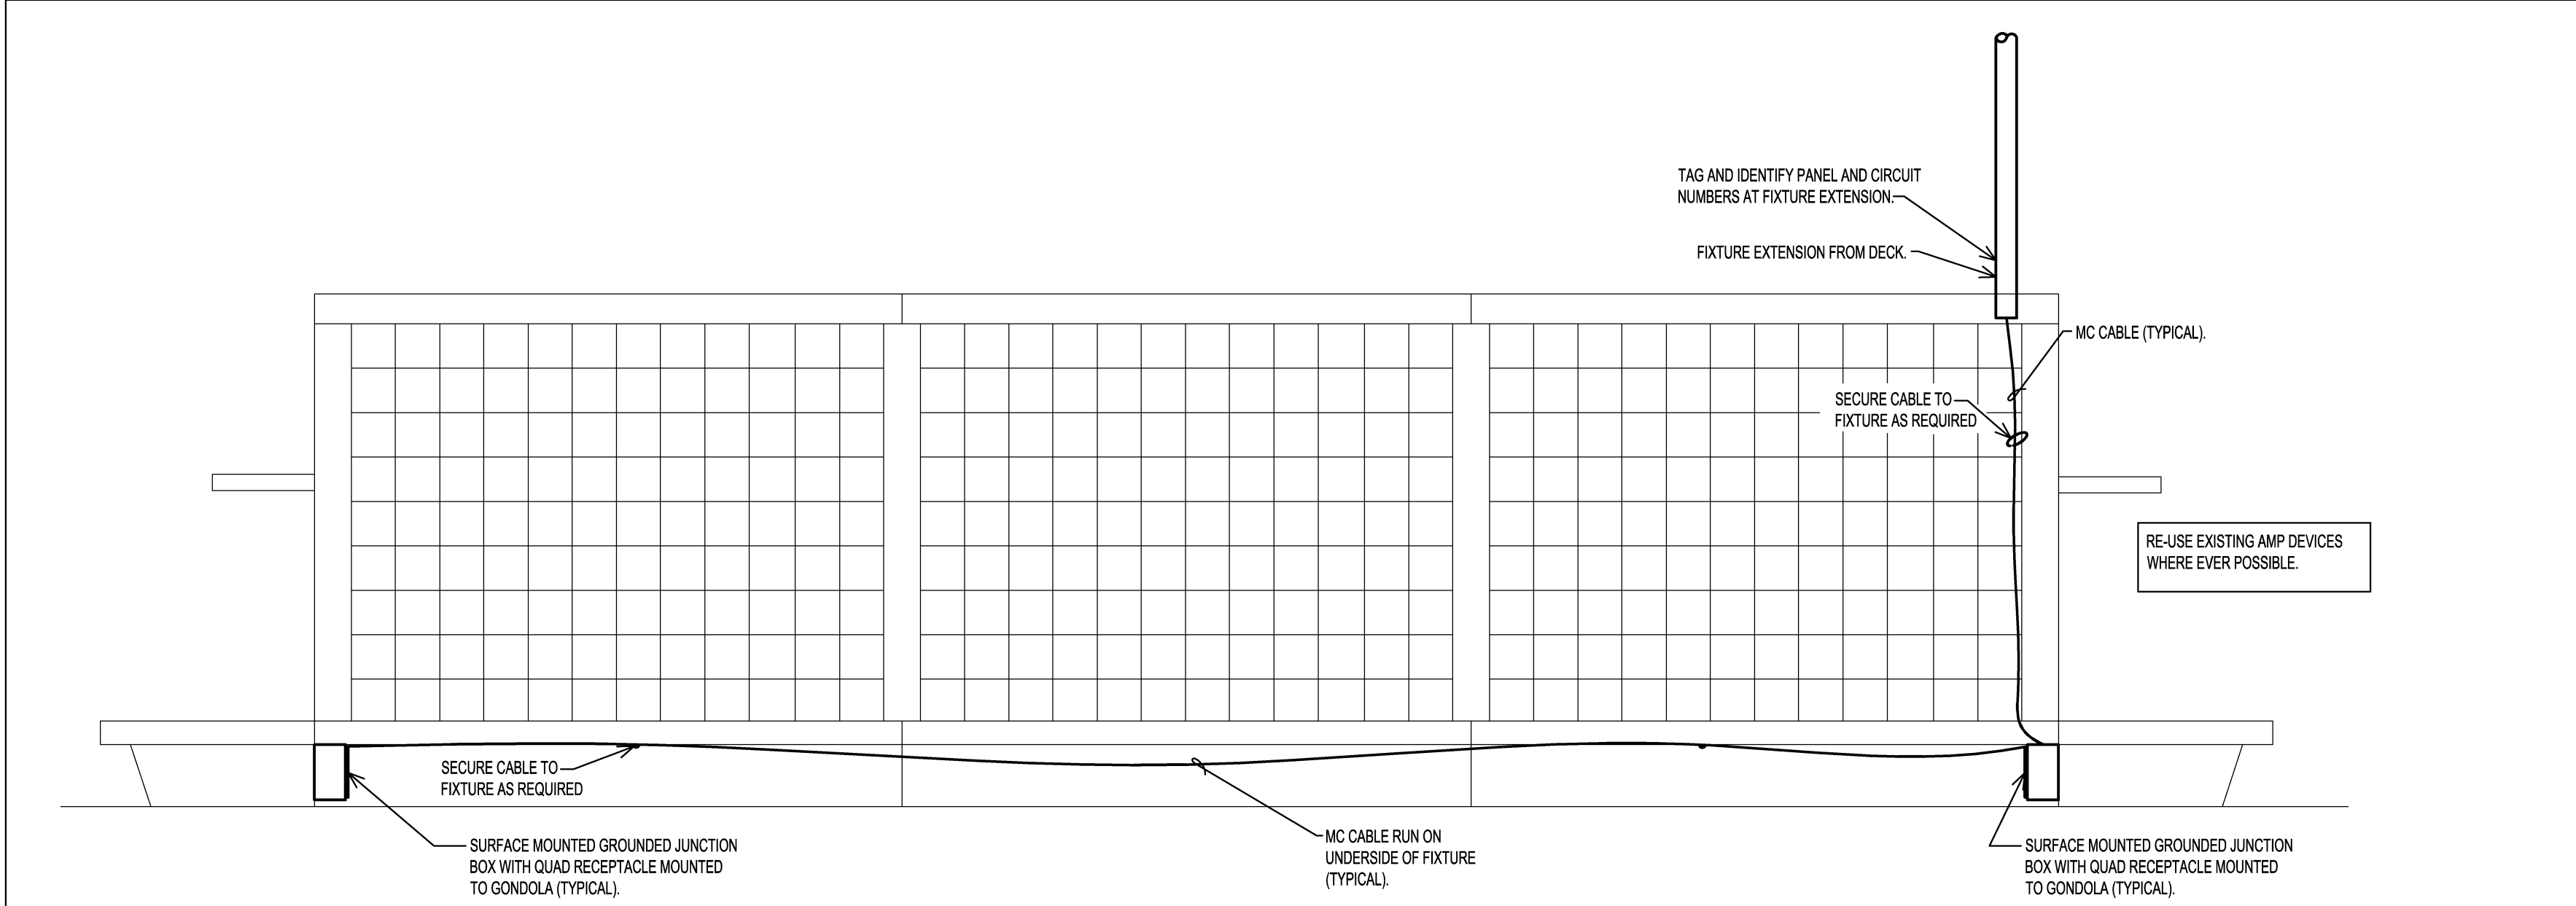 TAG AND IDENTIFY PANEL AND CIRCUIT
NUMBERS AT FIXTURE EXTENSION.
FIXTURE EXTENSION FROM DECK.
MC CABLE (TYPICAL).
SECURE CABLE TO
FIXTURE AS REQUIRED
RE-USE EXISTING AMP DEVICES
WHERE EVER POSSIBLE.
SECURE CABLE TO
FIXTURE AS REQUIRED
SURFACE MOUNTED GROUNDED JUNCTION
BOX WITH QUAD RECEPTACLE MOUNTED
TO GONDOLA (TYPICAL).
MC CABLE RUN ON
UNDERSIDE OF FIXTURE
(TYPICAL).
SURFACE MOUNTED GROUNDED JUNCTION
BOX WITH QUAD RECEPTACLE MOUNTED
TO GONDOLA (TYPICAL).